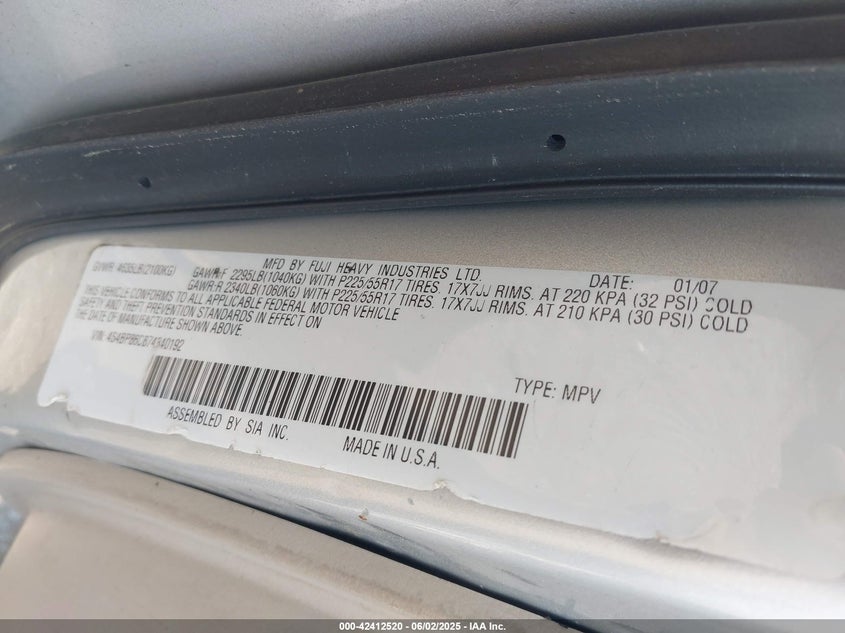 MFD BY FUJI HEAVY INDUSTRIES LTD. DATE: 01/07
GVWR 4635LB(2100KG) GAWR:F 2295LB(1040KG) WITH P225/55R17 TIRES. 17X7JJ RIMS. AT 220 KPA (32 PSI) COLD
GAWR:R 2340LB(1060KG) WITH P225/55R17 TIRES. 17X7JJ RIMS. AT 210 KPA (30 PSI) COLD
THIS VEHICLE CONFORMS TO ALL APPLICABLE FEDERAL MOTOR VEHICLE
SAFETY AND THEFT PREVENTION STANDARDS IN EFFECT ON
THE DATE OF MANUFACTURE SHOWN ABOVE.
VIN: TYPE: MPV
ASSEMBLED BY SIA INC.
MADE IN U.S.A.
000-42412520 - 06/02/2025 - IAA Inc.